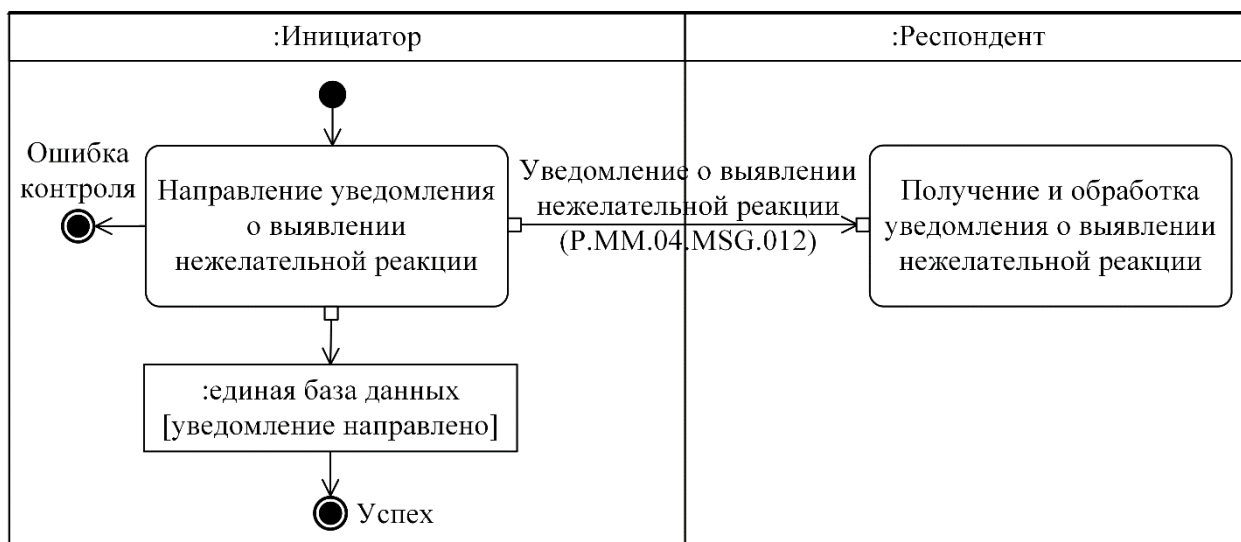 :Инициатор
:Респондент
Ошибка
контроля
Направление уведомления
о выявлении
нежелательной реакции
Уведомление о выявлении
нежелательной реакции
(P.MM.04.MSG.012)
Получение и обработка
уведомления о выявлении
нежелательной реакции
:единая база данных
[уведомление направлено]
Успех